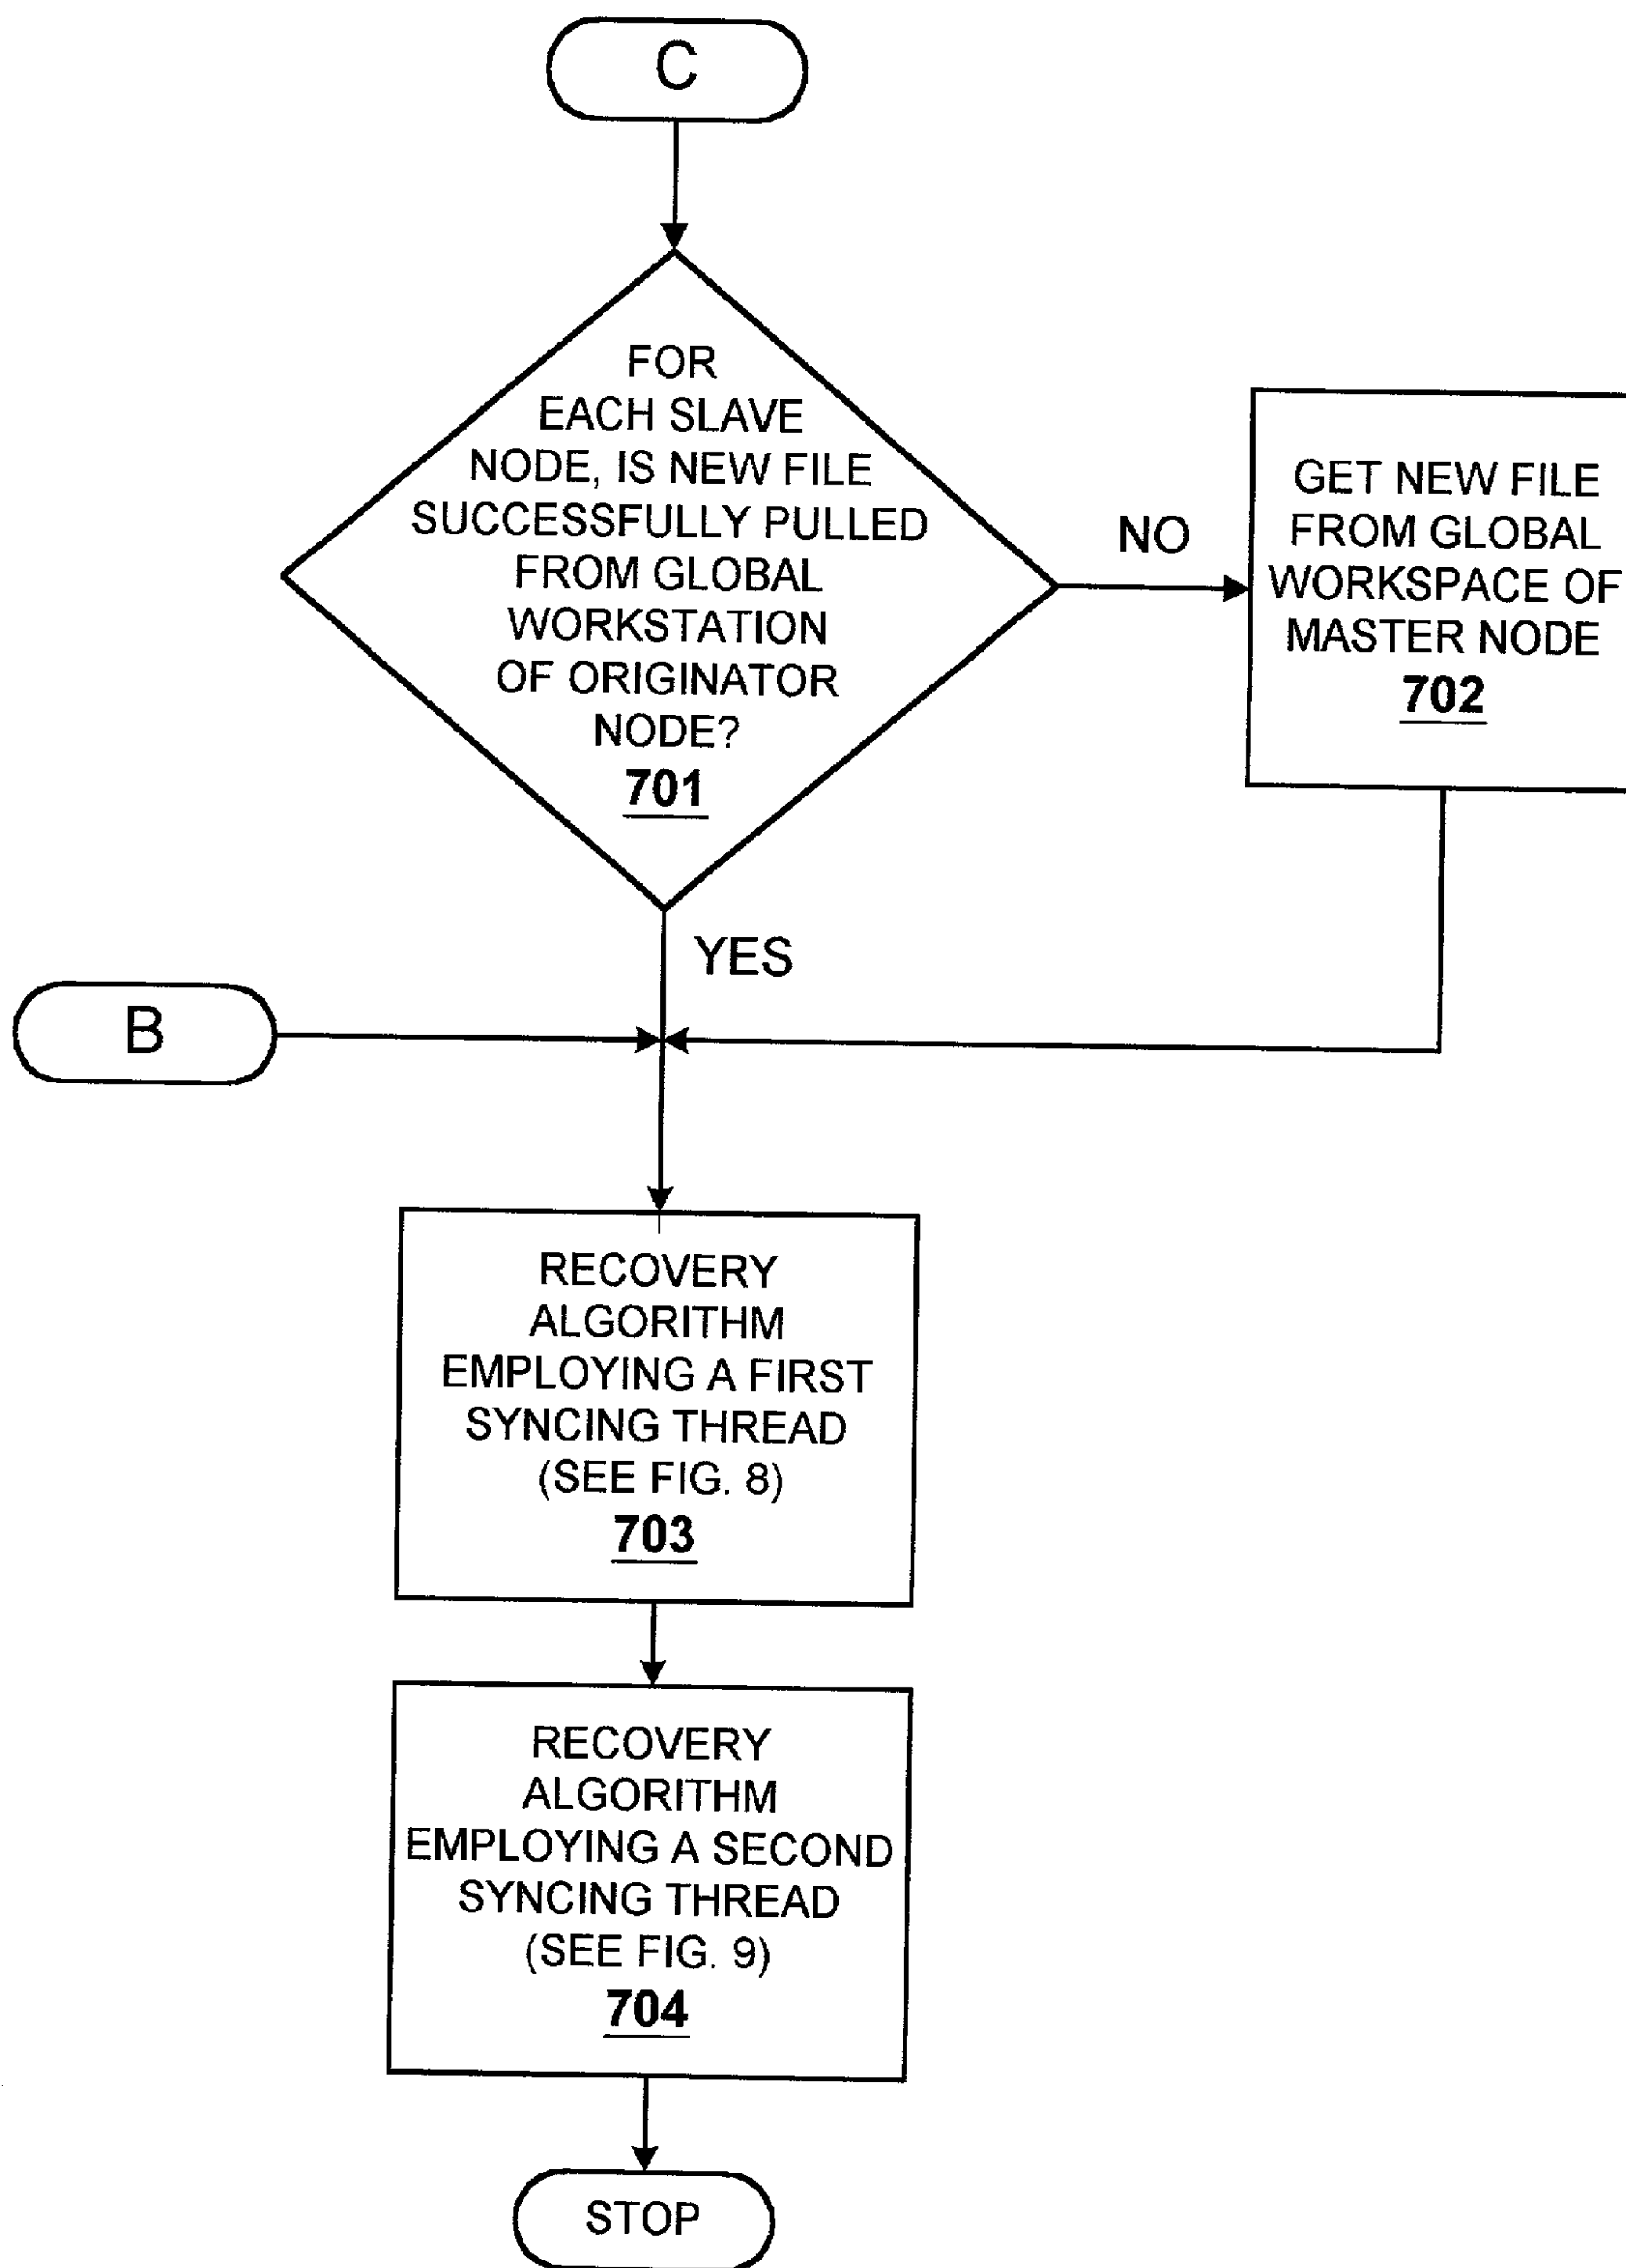 C
FOR
EACH SLAVE
NODE, IS NEW FILE
SUCCESSFULLY PULLED
FROM GLOBAL
WORKSTATION
OF ORIGINATOR
NODE?
701
NO
GET NEW FILE
FROM GLOBAL
WORKSPACE OF
MASTER NODE
702
YES
B
RECOVERY
ALGORITHM
EMPLOYING A FIRST
SYNCING THREAD
(SEE FIG. 8)
703
RECOVERY
ALGORITHM
EMPLOYING A SECOND
SYNCING THREAD
(SEE FIG. 9)
704
STOP